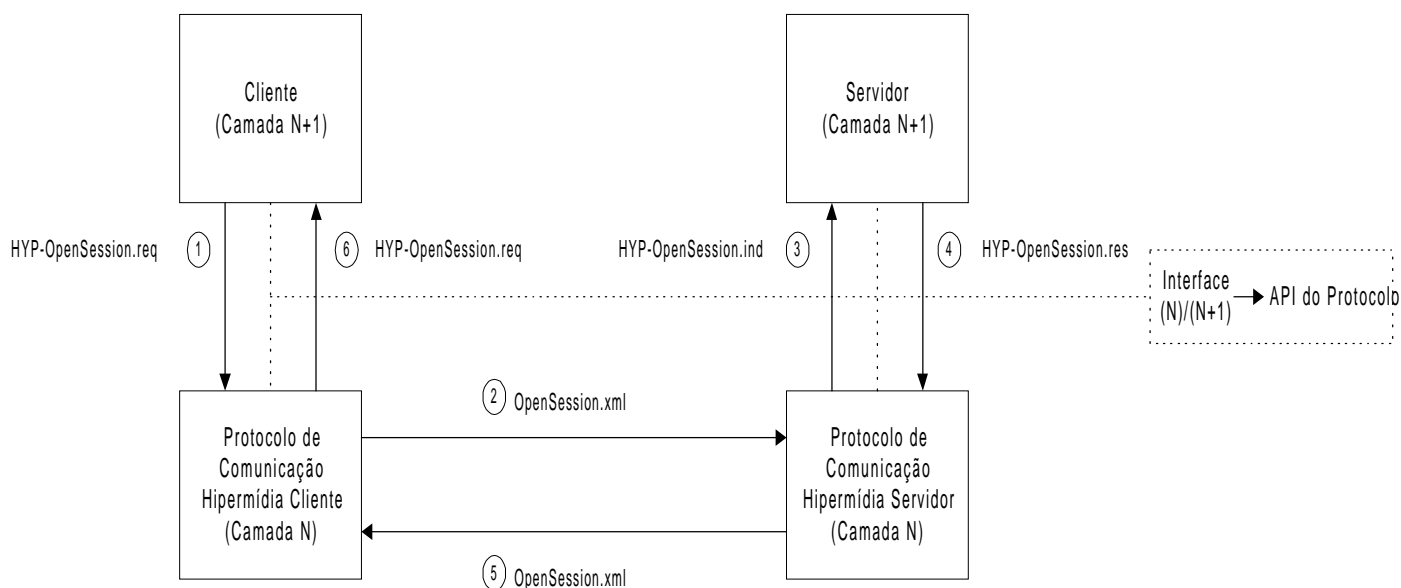 Cliente
(Camada N+1)
Servidor
(Camada N+1)
HYP-OpenSession.req
1
6
HYP-OpenSession.req
HYP-OpenSession.ind
3
4
HYP-OpenSession.res
Interface
(N)/(N+1)
API do Protocolo
2
OpenSession.xml
Protocolo de
Comunicação
Hipermídia Cliente
(Camada N)
Protocolo de
Comunicação
Hipermídia Servidor
(Camada N)
5
OpenSession.xml